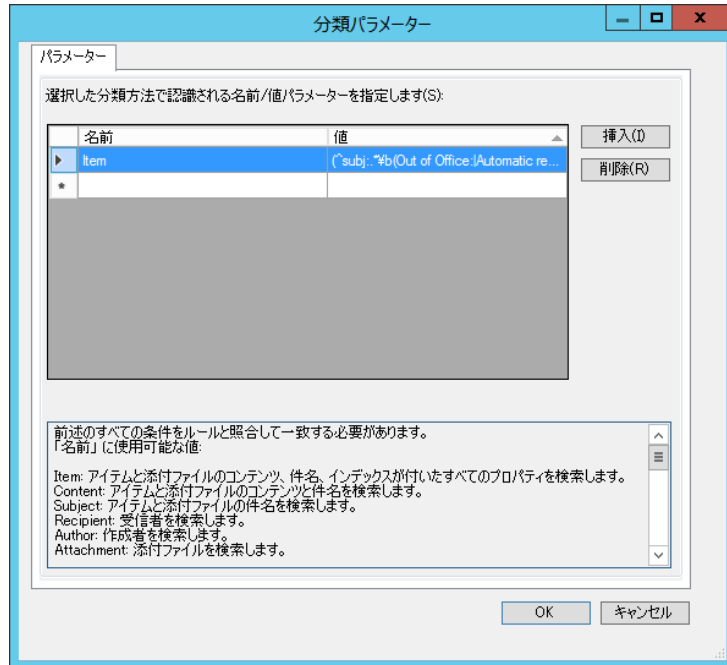 分類パラメーター
パラメーター
選択した分類方法で認識される名前/値パラメーターを指定します(S):
名前 値
Item (^subj:.*¥b(Out of Office:|Automatic re...
*
挿入(I)
削除(R)
前述のすべての条件をルールと照合して一致する必要があります。
「名前」に使用可能な値:
Item: アイテムと添付ファイルのコンテンツ、件名、インデックスが付いたすべてのプロパティを検索します。
Content: アイテムと添付ファイルのコンテンツと件名を検索します。
Subject: アイテムと添付ファイルの件名を検索します。
Recipient: 受信者を検索します。
Author: 作成者を検索します。
Attachment: 添付ファイルを検索します。
OK キャンセル